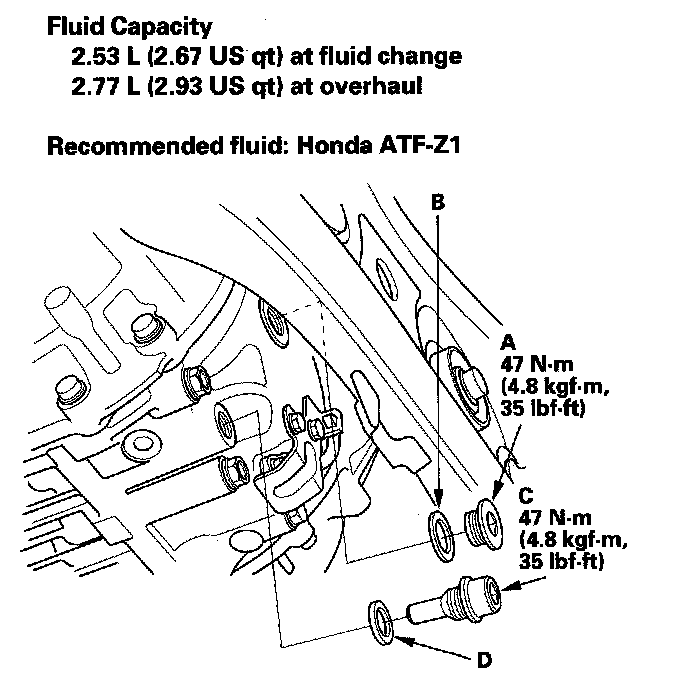 Fluid Capacity
2.53 L (2.67 US qt) at fluid change
2.77 L (2.93 US qt) at overhaul
Recommended fluid: Honda ATF-Z1
B
A
47 N·m
(4.8 kgf·m,
35 lbf·ft)
C
47 N·m
(4.8 kgf·m,
35 lbf·ft)
D